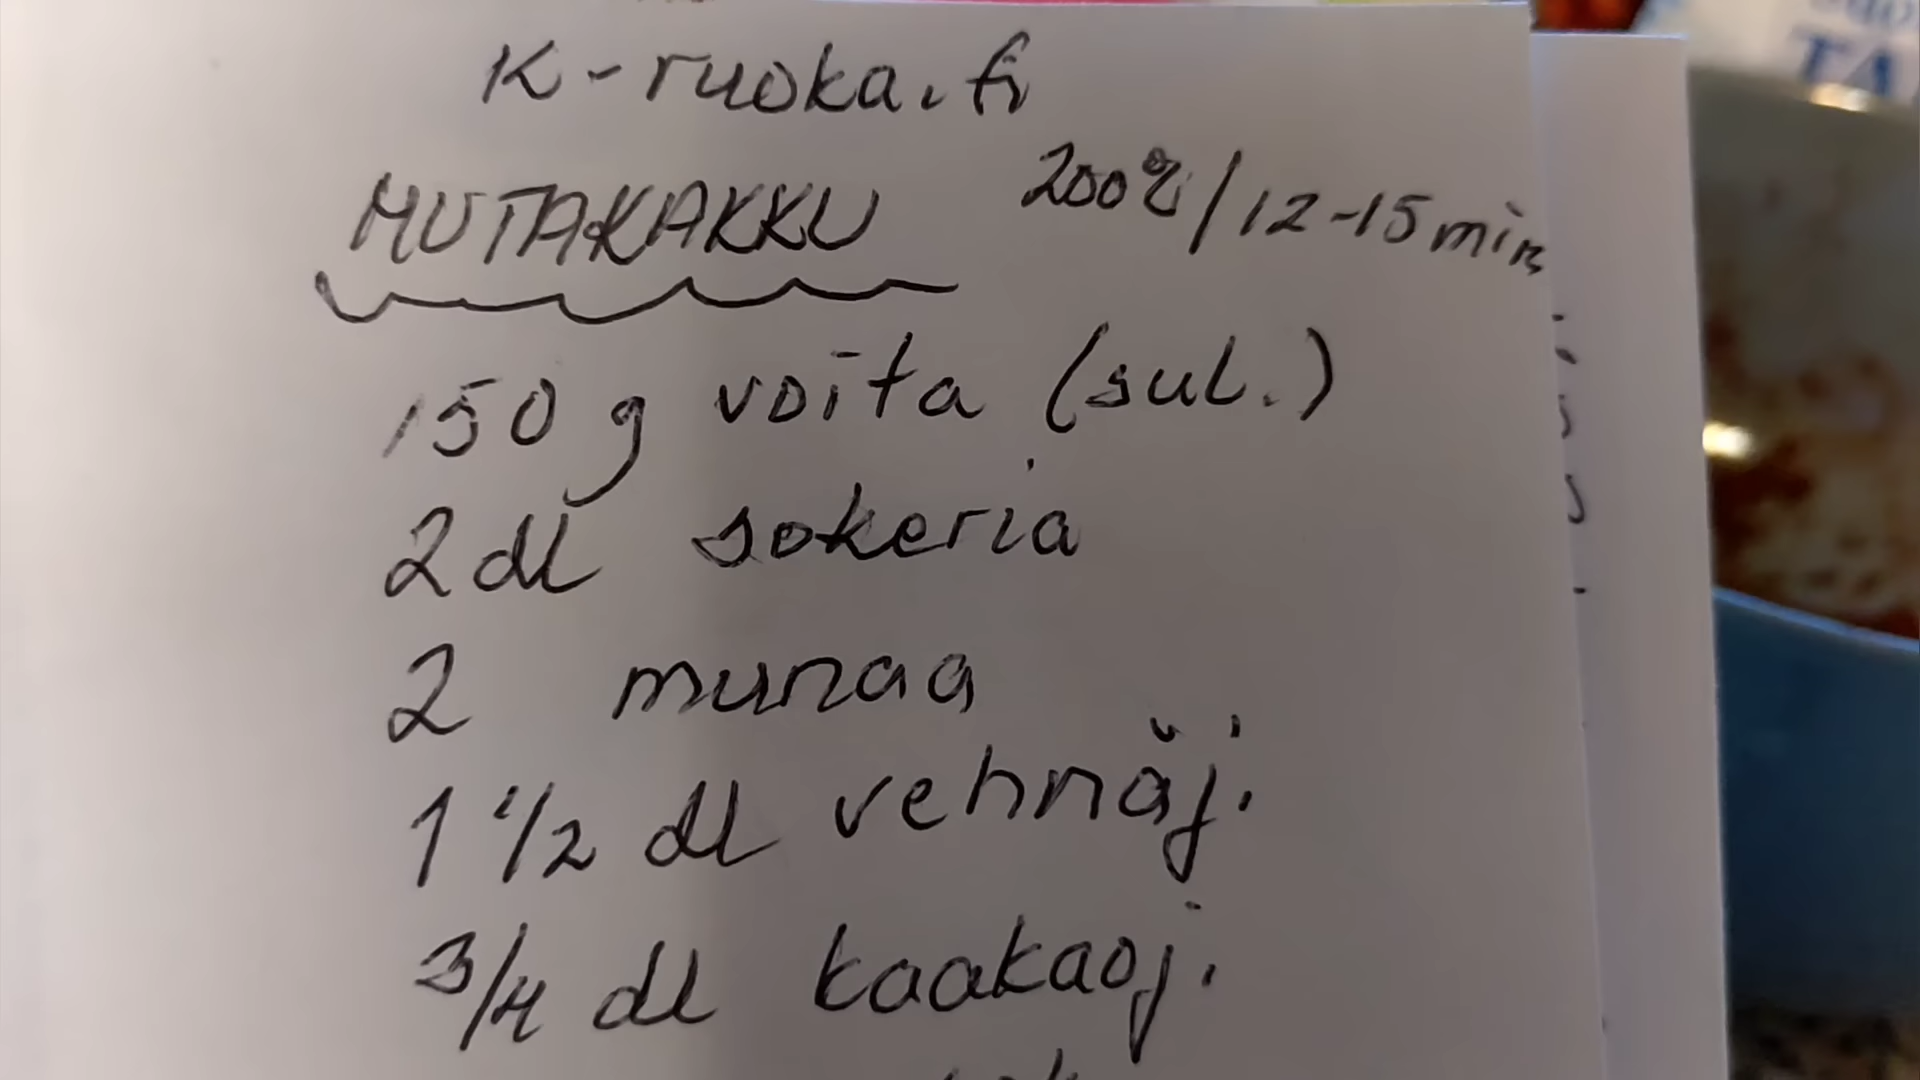 K-ruoka.fi
MUTAKAKKU 200°C/12-15 min
150 g voita (sul.)
2 dl sokeria
2 munaa
1 1/2 dl vehnäj.
3/4 dl kaakaoj.